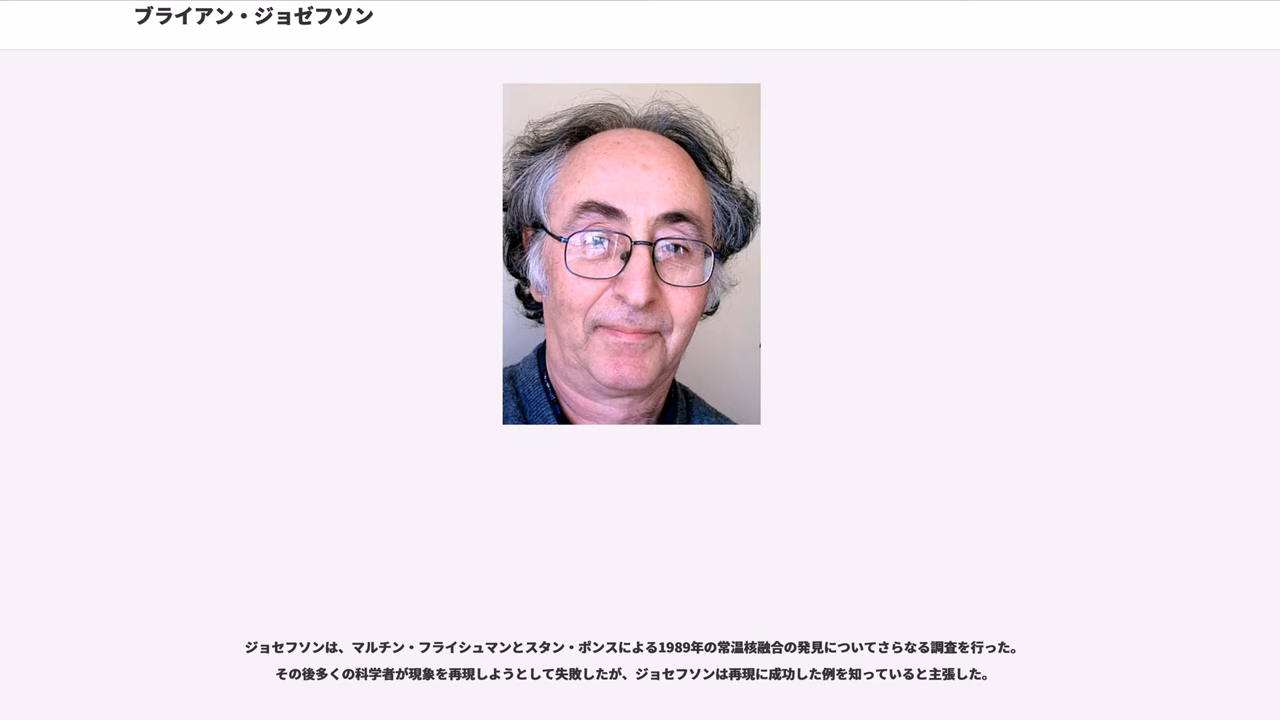 ブライアン・ジョゼフソン
ジョセフソンは、マルチン・フライシュマンとスタン・ポンスによる1989年の常温核融合の発見についてさらなる調査を行った。
その後多くの科学者が現象を再現しようとして失敗したが、ジョセフソンは再現に成功した例を知っていると主張した。